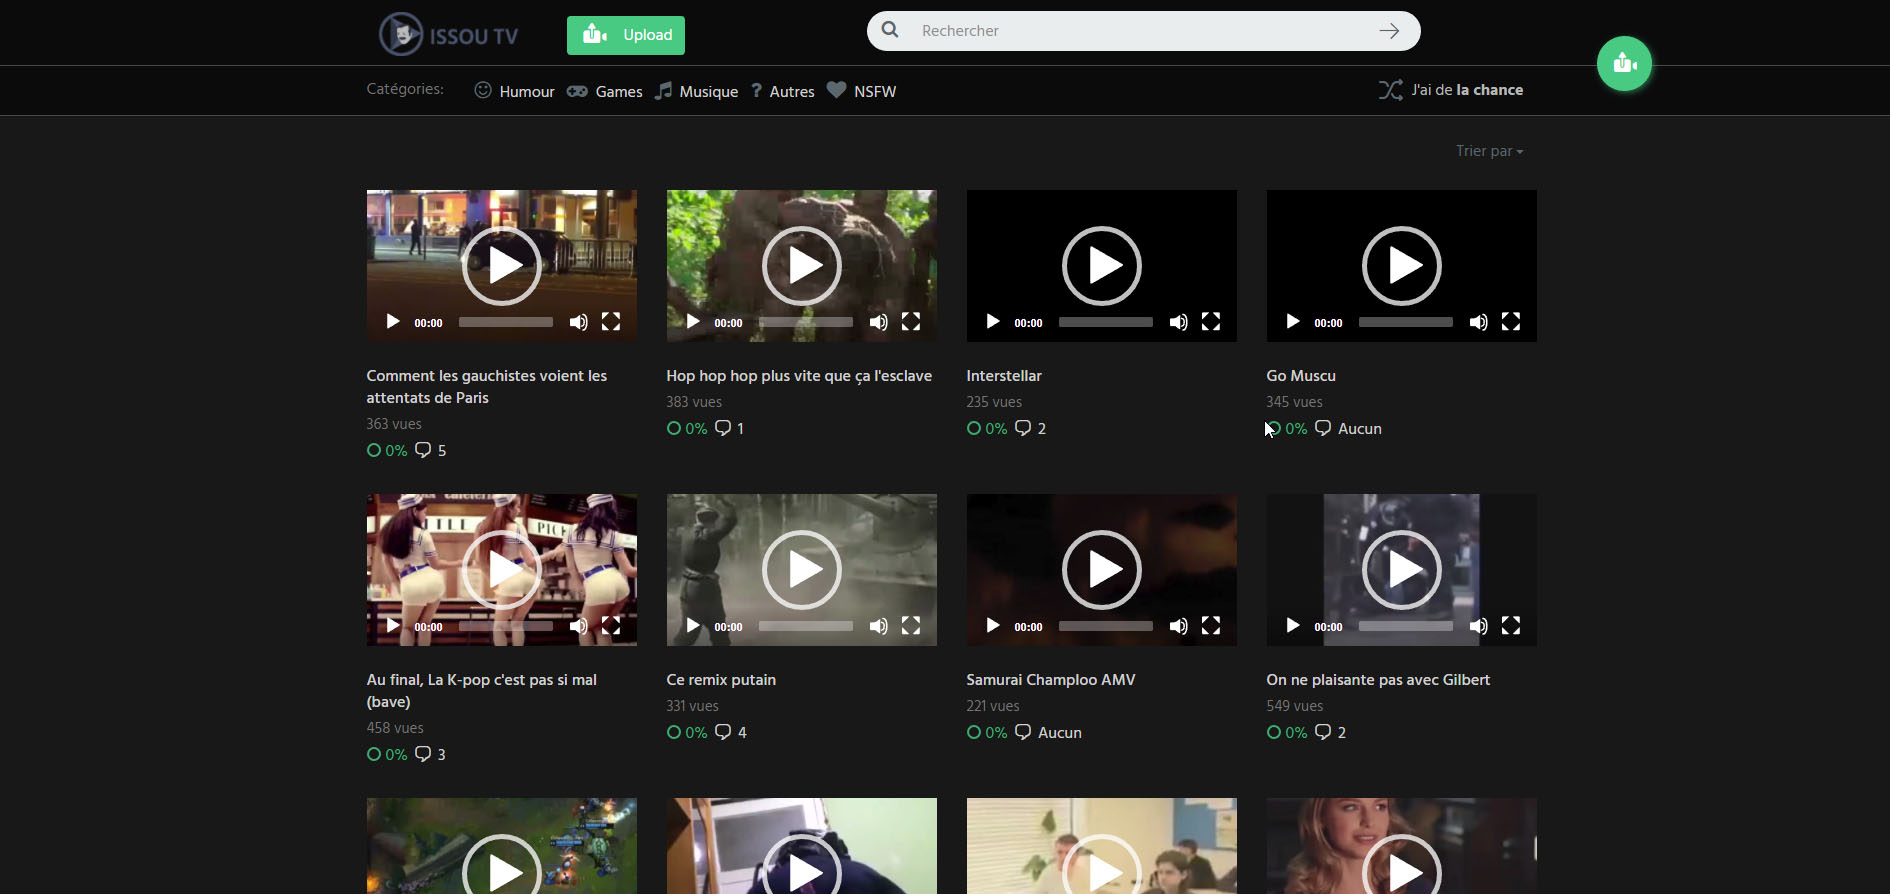 ISSOU TV
Upload
Rechercher
Catégories:
Humour
Games
Musique
? Autres
NSFW
J'ai de la chance
Trier par
00:00
00:00
00:00
00:00
Comment les gauchistes voient les
attentats de Paris
363 vues
0% 5
Hop hop hop plus vite que ça l'esclave
383 vues
0% 1
Interstellar
235 vues
0% 2
Go Muscu
345 vues
0% Aucun
00:00
00:00
00:00
00:00
Au final, La K-pop c'est pas si mal
(bave)
458 vues
0% 3
Ce remix putain
331 vues
0% 4
Samurai Champloo AMV
221 vues
0% Aucun
On ne plaisante pas avec Gilbert
549 vues
0% 2